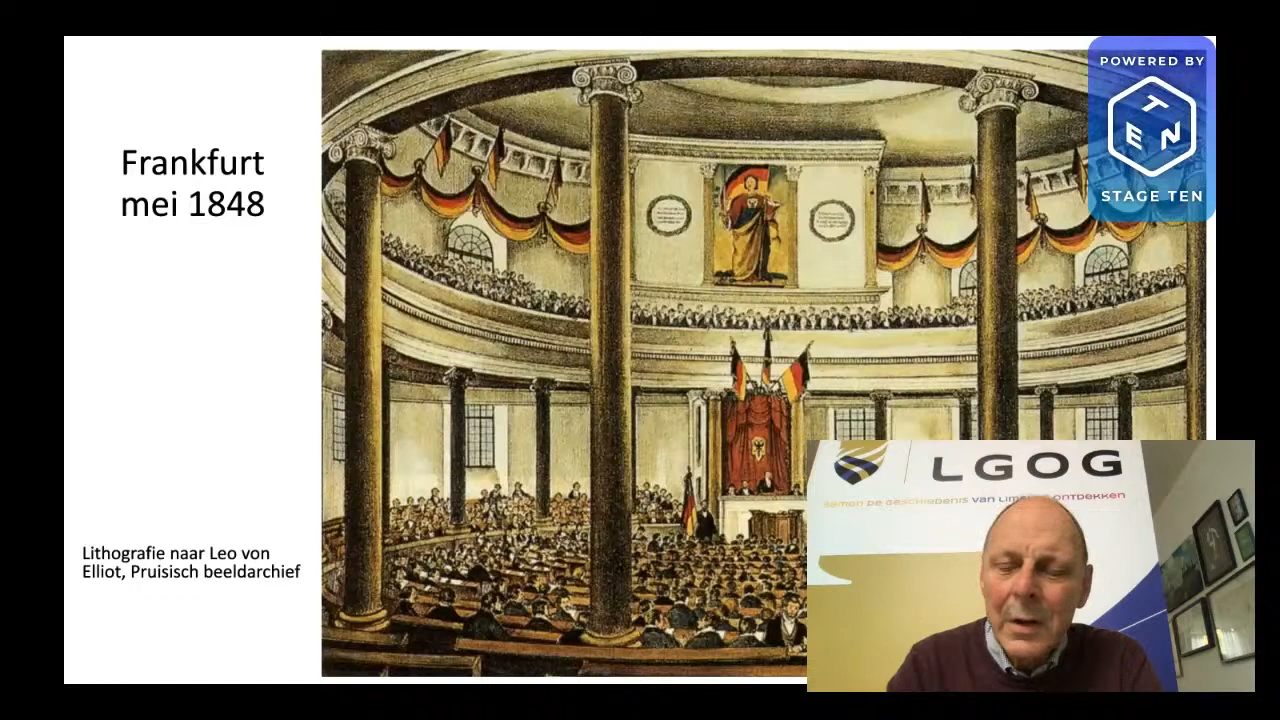 Frankfurt
mei 1848
Lithografie naar Leo von
Elliot, Pruisisch beeldarchief
POWERED BY
TEN
STAGE TEN
LGOG
SAMEN DE GESCHIEDENIS VAN ONTDEKKEN